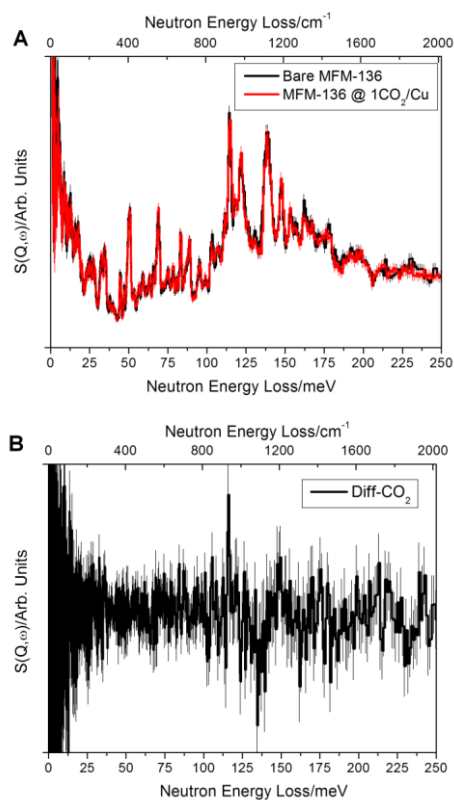 Neutron Energy Loss/cm⁻¹
0 400 800 1200 1600 2000
A
Bare MFM-136
MFM-136 @ 1CO₂/Cu
S(Q,ω)/Arb. Units
0 25 50 75 100 125 150 175 200 225 250
Neutron Energy Loss/meV
Neutron Energy Loss/cm⁻¹
B
0 400 800 1200 1600 2000
Diff-CO₂
S(Q,ω)/Arb. Units
0 25 50 75 100 125 150 175 200 225 250
Neutron Energy Loss/meV